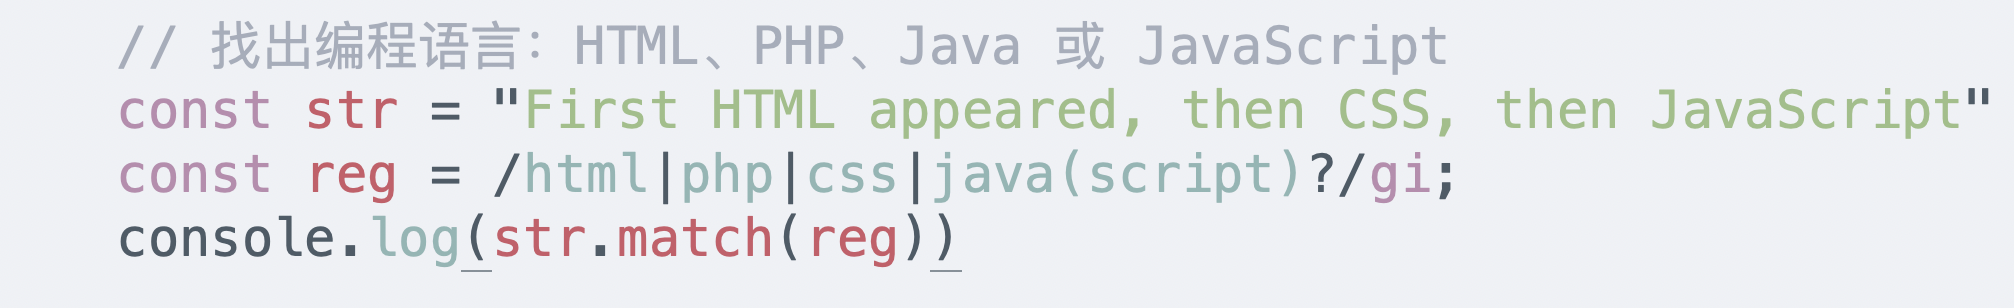 // 找出编程语言：HTML、PHP、Java 或 JavaScript
const str = "First HTML appeared, then CSS, then JavaScript"
const reg = /html|php|css|java(script)?/gi;
console.log(str.match(reg))